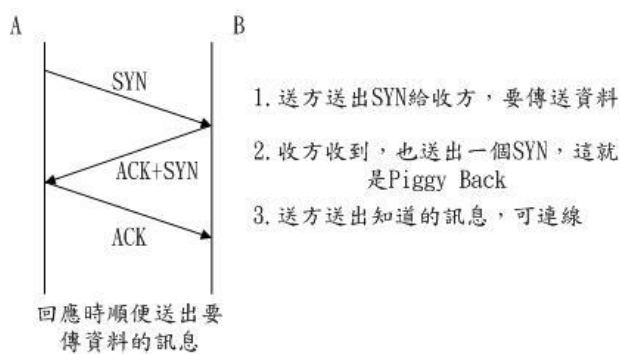 A
B
SYN
ACK+SYN
ACK
回應時順便送出要
傳資料的訊息
1.送方送出SYN給收方，要傳送資料
2.收方收到，也送出一個SYN，這就
是Piggy Back
3.送方送出知道的訊息，可連線